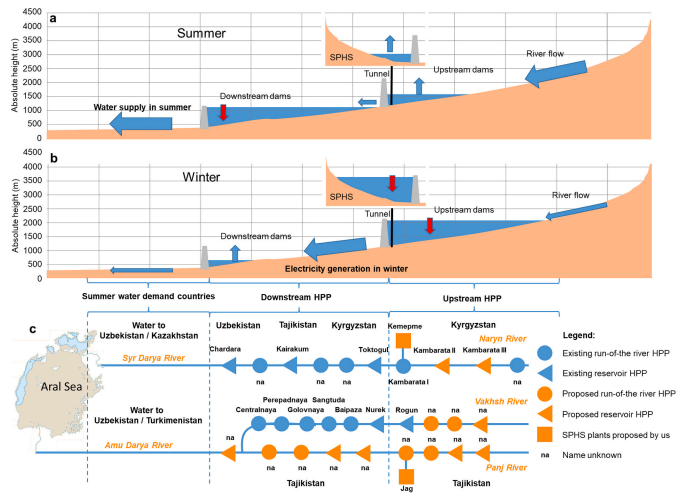 a
Summer
Absolute height (m)
5000
4500
4000
3500
3000
2500
2000
1500
1000
500
0
SPHS
Tunnel
River flow
Upstream dams
Downstream dams
Water supply in summer
b
Winter
Absolute height (m)
4500
4000
3500
3000
2500
2000
1500
1000
500
0
SPHS
Tunnel
River flow
Upstream dams
Downstream dams
Electricity generation in winter
Summer water demand countries
Downstream HPP
Upstream HPP
c
Water to
Uzbekistan / Kazakhstan
Uzbekistan
Tajikistan
Kyrgyzstan
Kemepme
Kyrgyzstan
Naryn River
Chardara
Kairakum
Toktogul
Kambarata II
Kambarata III
Syr Darya River
na
na
na
na
Kambarata I
Aral Sea
Water to
Uzbekistan / Turkimenistan
Perepadnaya
Sangtuda
Centralnaya
Golovnaya
Baipaza
Nurek
Rogun
na
na
na
Vakhsh River
Amu Darya River
na
na
na
na
na
na
na
na
na
Panj River
Tajikistan
Jag
Tajikistan
Legend:
Existing run-of-the river HPP
Existing reservoir HPP
Proposed run-of-the river HPP
Proposed reservoir HPP
SPHS plants proposed by us
na
Name unknown